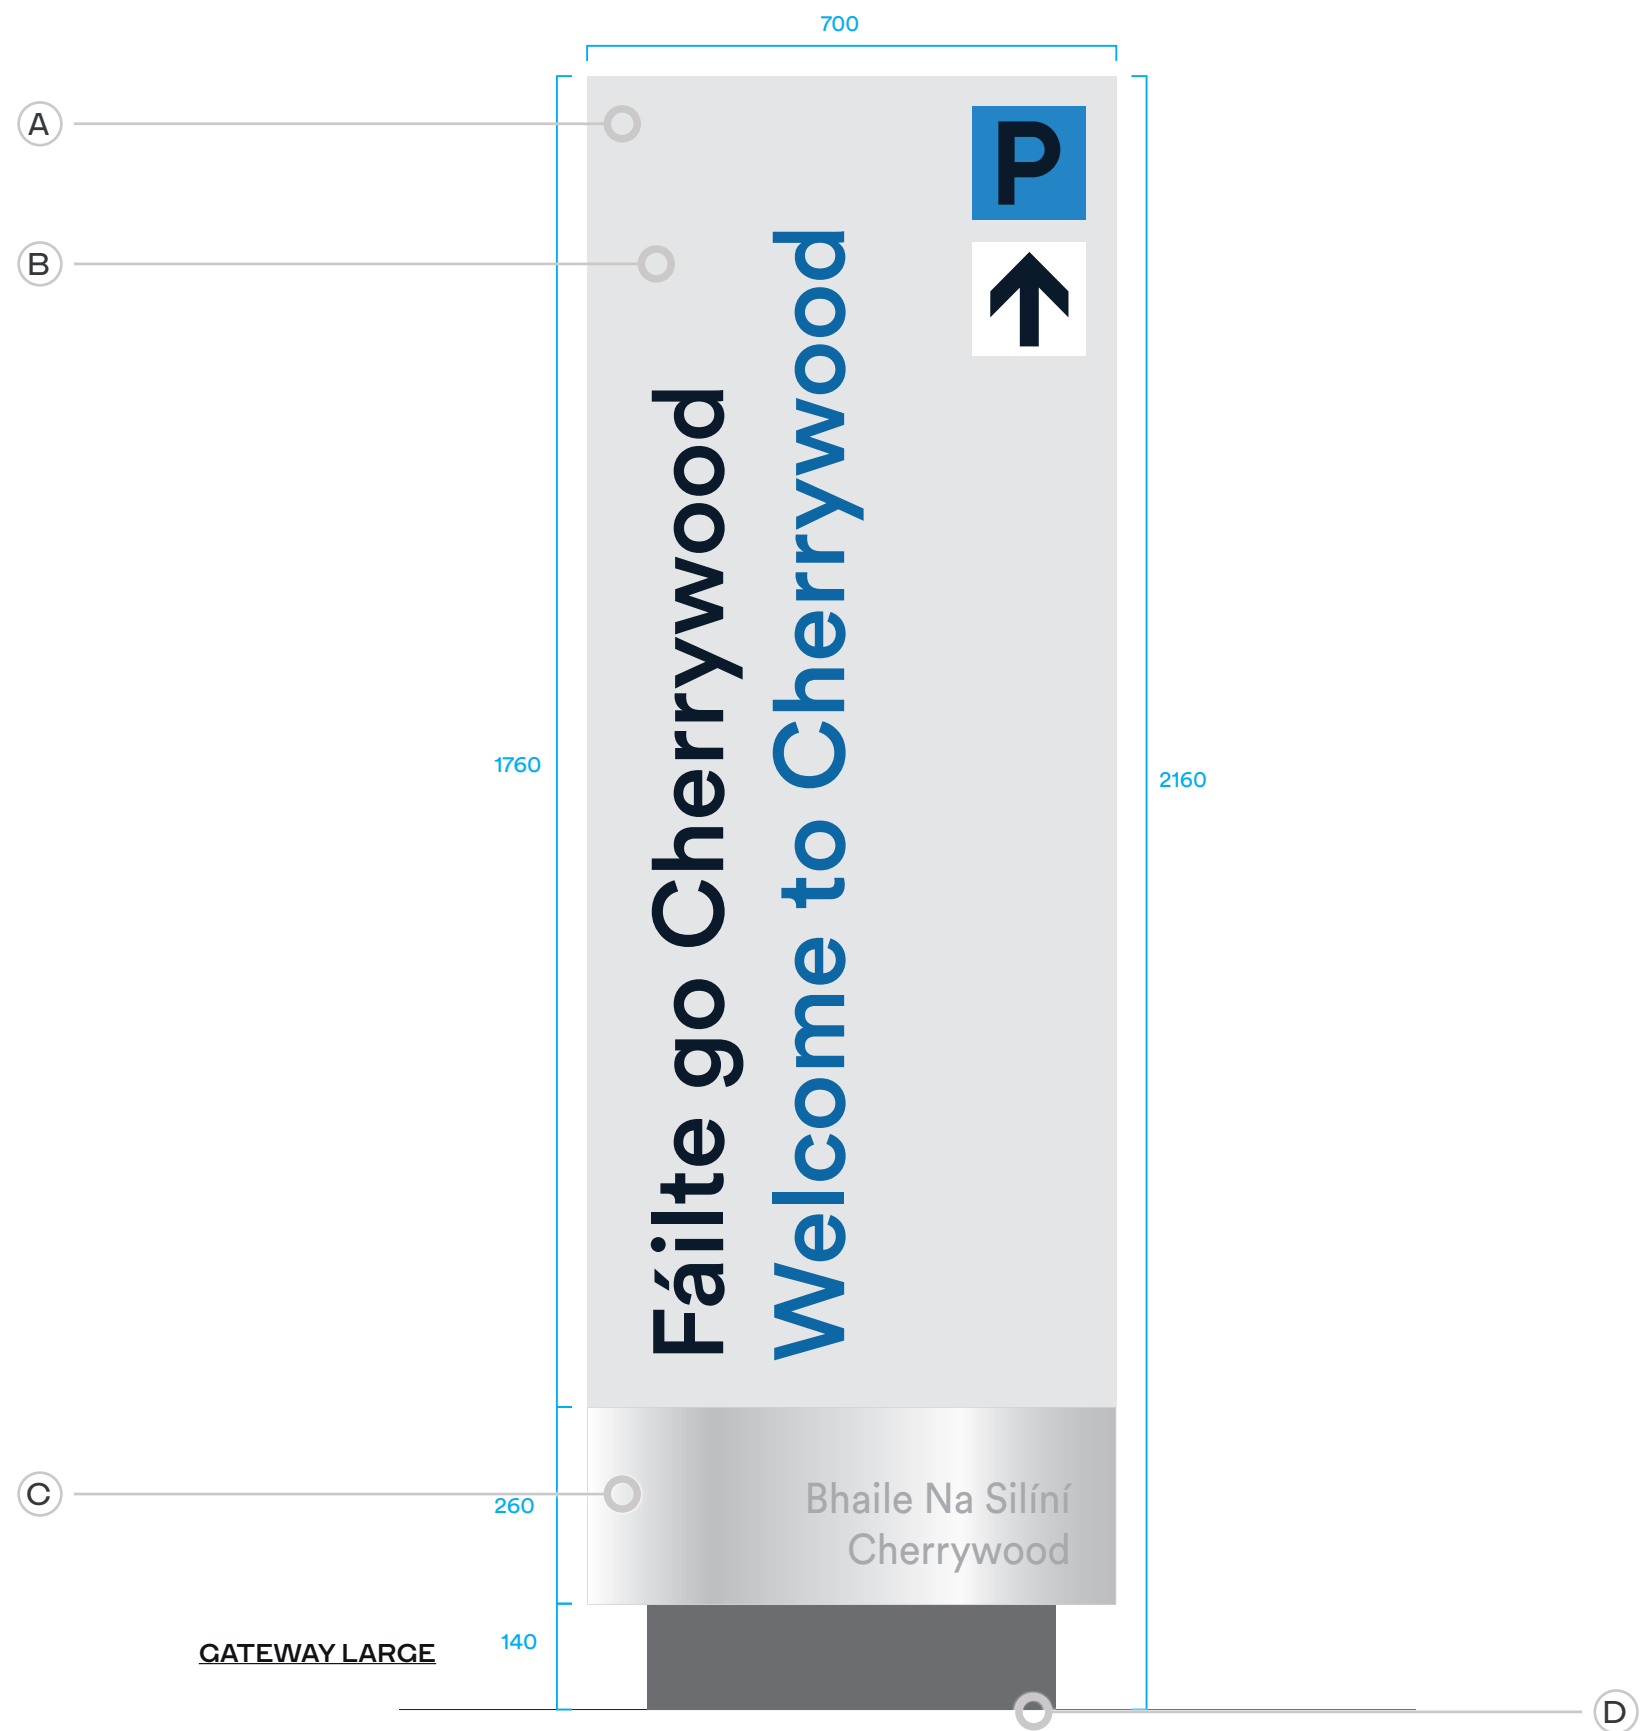 700
A
P
B
Fáilte go Cherrywood
Welcome to Cherrywood
1760
2160
C
260
Bhaile Na Silíní
Cherrywood
140
GATEWAY LARGE
D